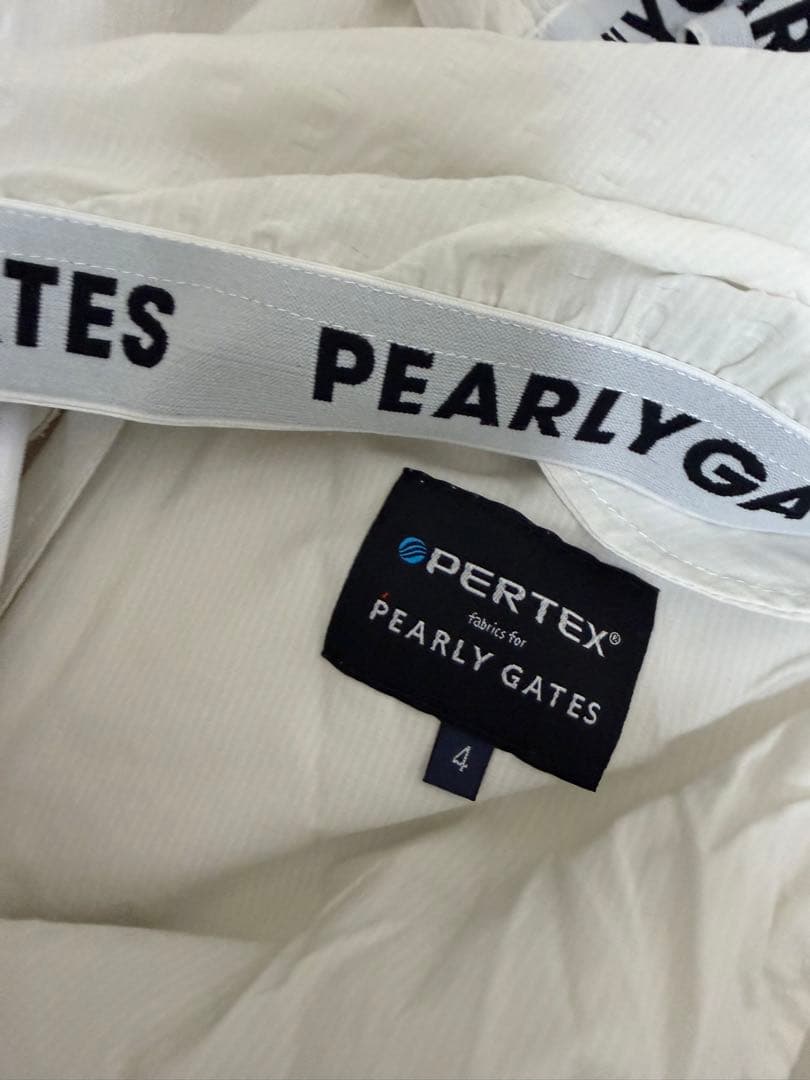 TES
PEARLYGA
PERTEX®
fabrics for
PEARLY GATES
4